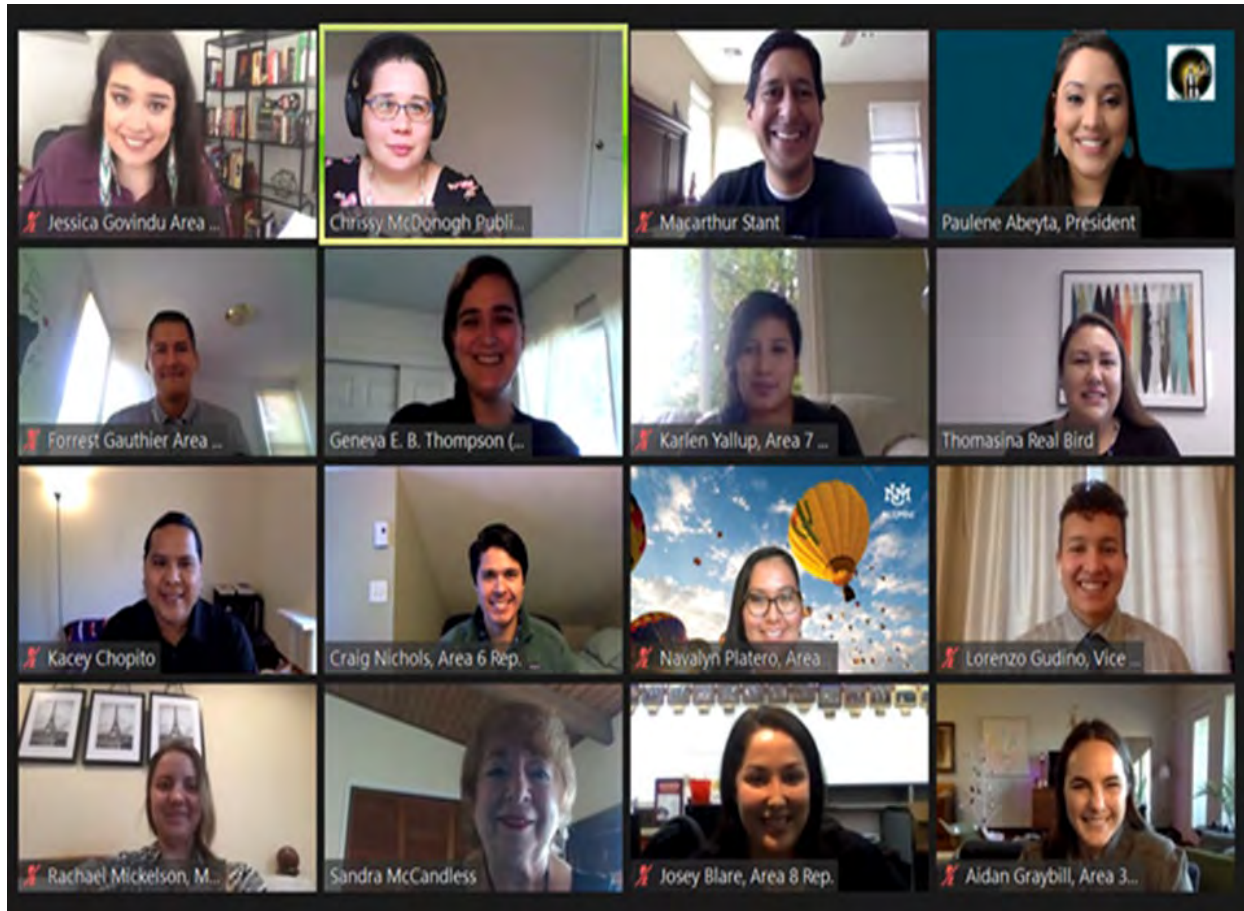 Jessica Govindu Area ...
Chrissy McDonogh Publi...
Macarthur Stant
Paulene Abeyta, President
Forrest Gauthier Area ...
Geneva E. B. Thompson (...
Karlen Yallup, Area 7 ...
Thomasina Real Bird
Kacey Chopito
Craig Nichols, Area 6 Rep. ...
Navalyn Platero, Area
Lorenzo Gudino, Vice ...
Rachael Mickelson, M...
Sandra McCandless
Josey Blare, Area 8 Rep.
Aidan Graybill, Area 3...